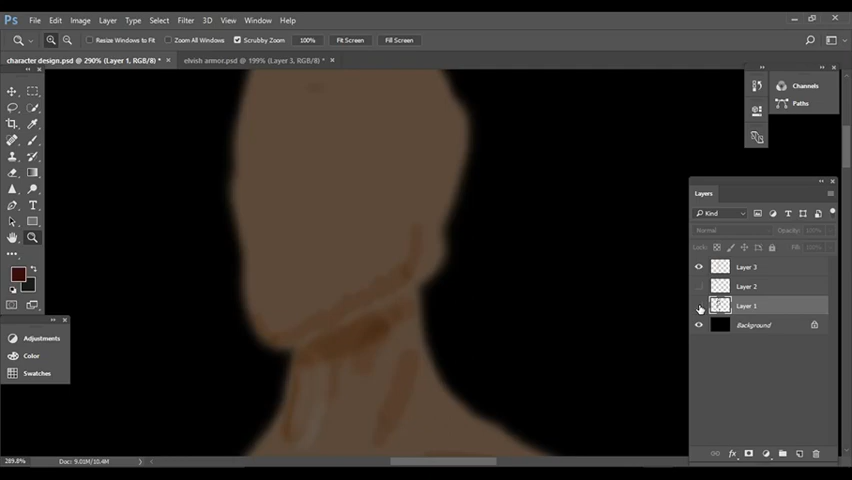 Ps File Edit Image Layer Type Select Filter 3D View Window Help
Resize Windows to Fit Zoom All Windows Scrubby Zoom 100% Fit Screen Fill Screen
character design.psd @ 290% (Layer 1, RGB/8) * × elvish armor.psd @ 199% (Layer 3, RGB/8) * ×
Channels
Paths
Layers
Kind
Normal Opacity: 100%
Lock: Fill: 100%
Layer 3
Layer 2
Layer 1
Background
Adjustments
Color
Swatches
fx
289.8% Doc: 9.01M/10.4M